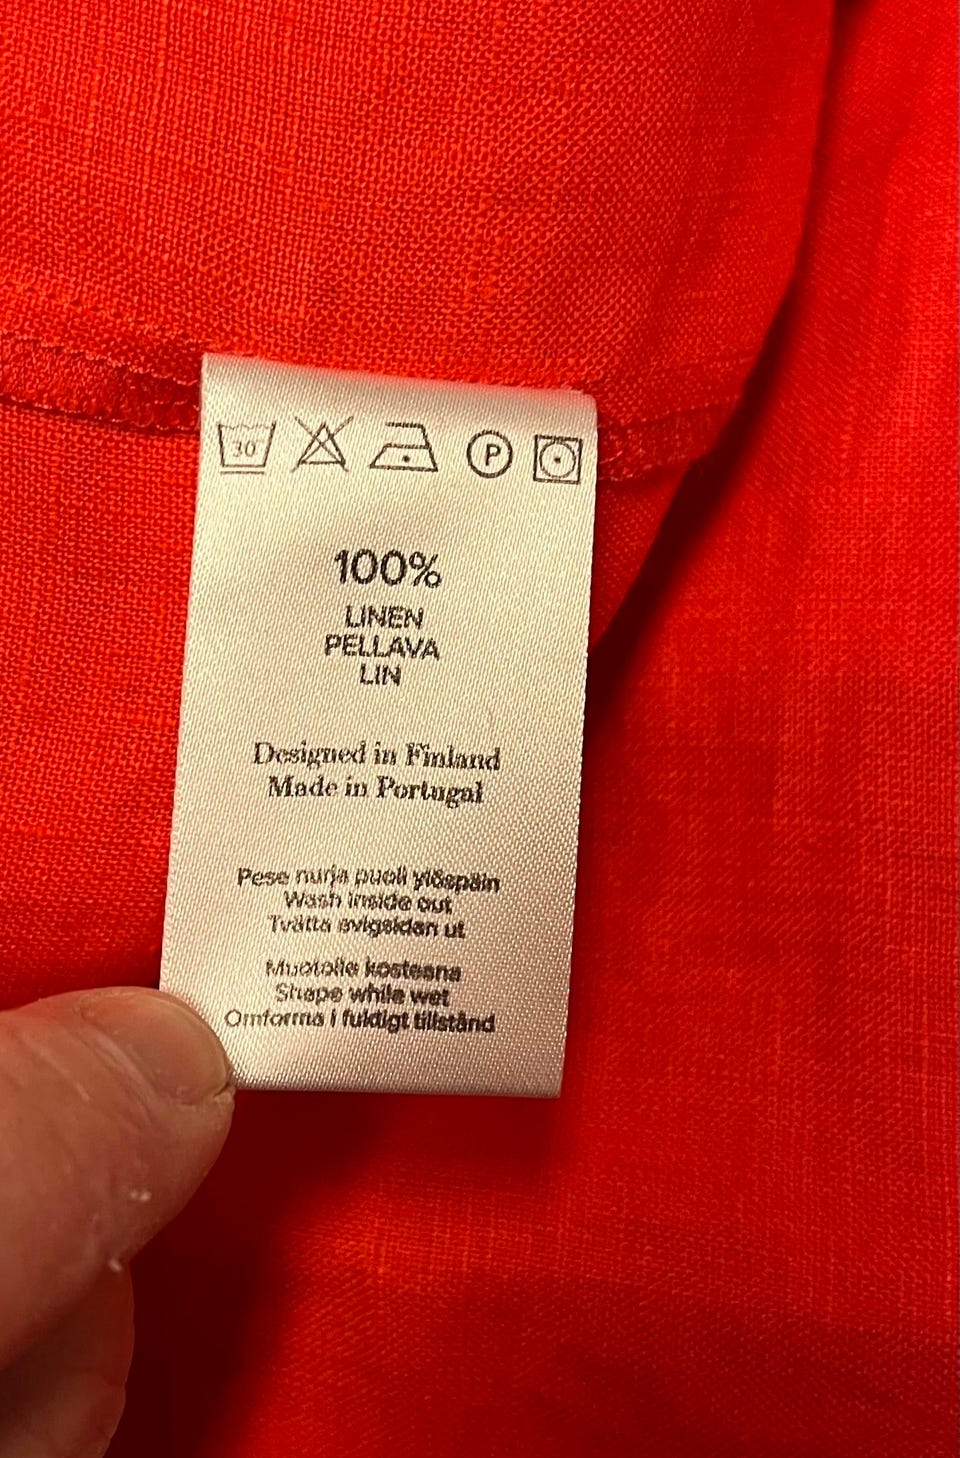 30
P
100%
LINEN
PELLAVA
LIN
Designed in Finland
Made in Portugal
Pese nurja puoli ylöspäin
Wash inside out
Tvätta avigsidan ut
Muotoile kosteana
Shape while wet
Omforma i fuktigt tillstånd